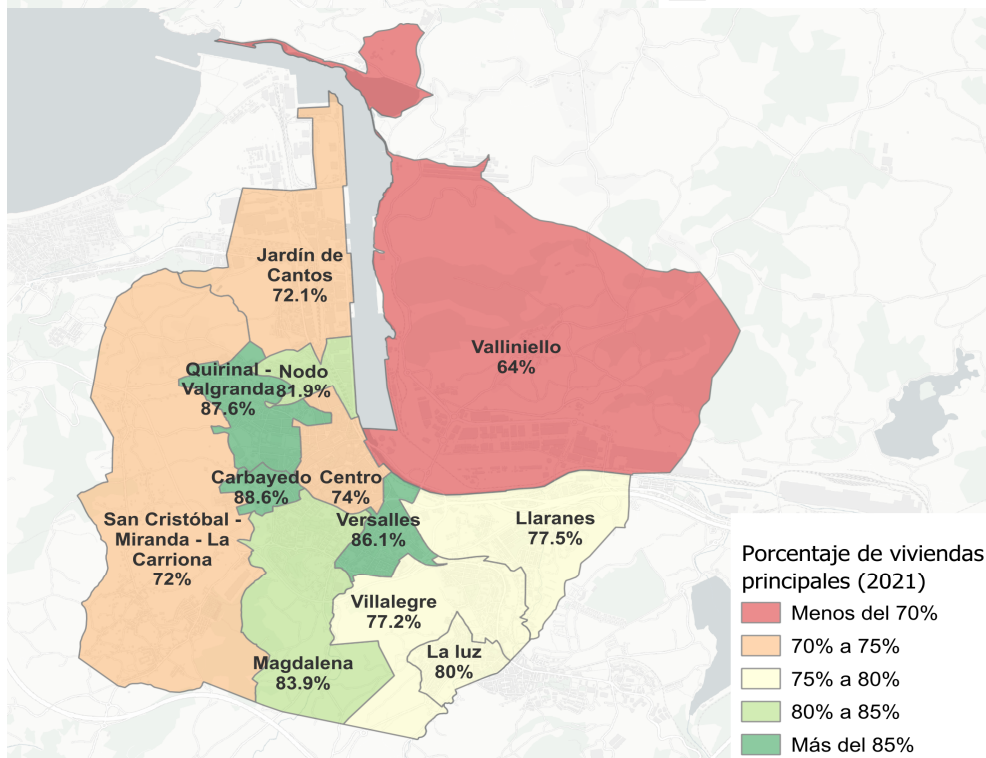 Jardín de
Cantos
72.1%
Valliniello
64%
Quirinal -
Valgranda
87.6%
Nodo
81.9%
Carbayedo
88.6%
Centro
74%
San Cristóbal -
Miranda - La
Carriona
72%
Versalles
86.1%
Llaranes
77.5%
Villalegre
77.2%
La luz
80%
Magdalena
83.9%
Porcentaje de viviendas
principales (2021)
Menos del 70%
70% a 75%
75% a 80%
80% a 85%
Más del 85%